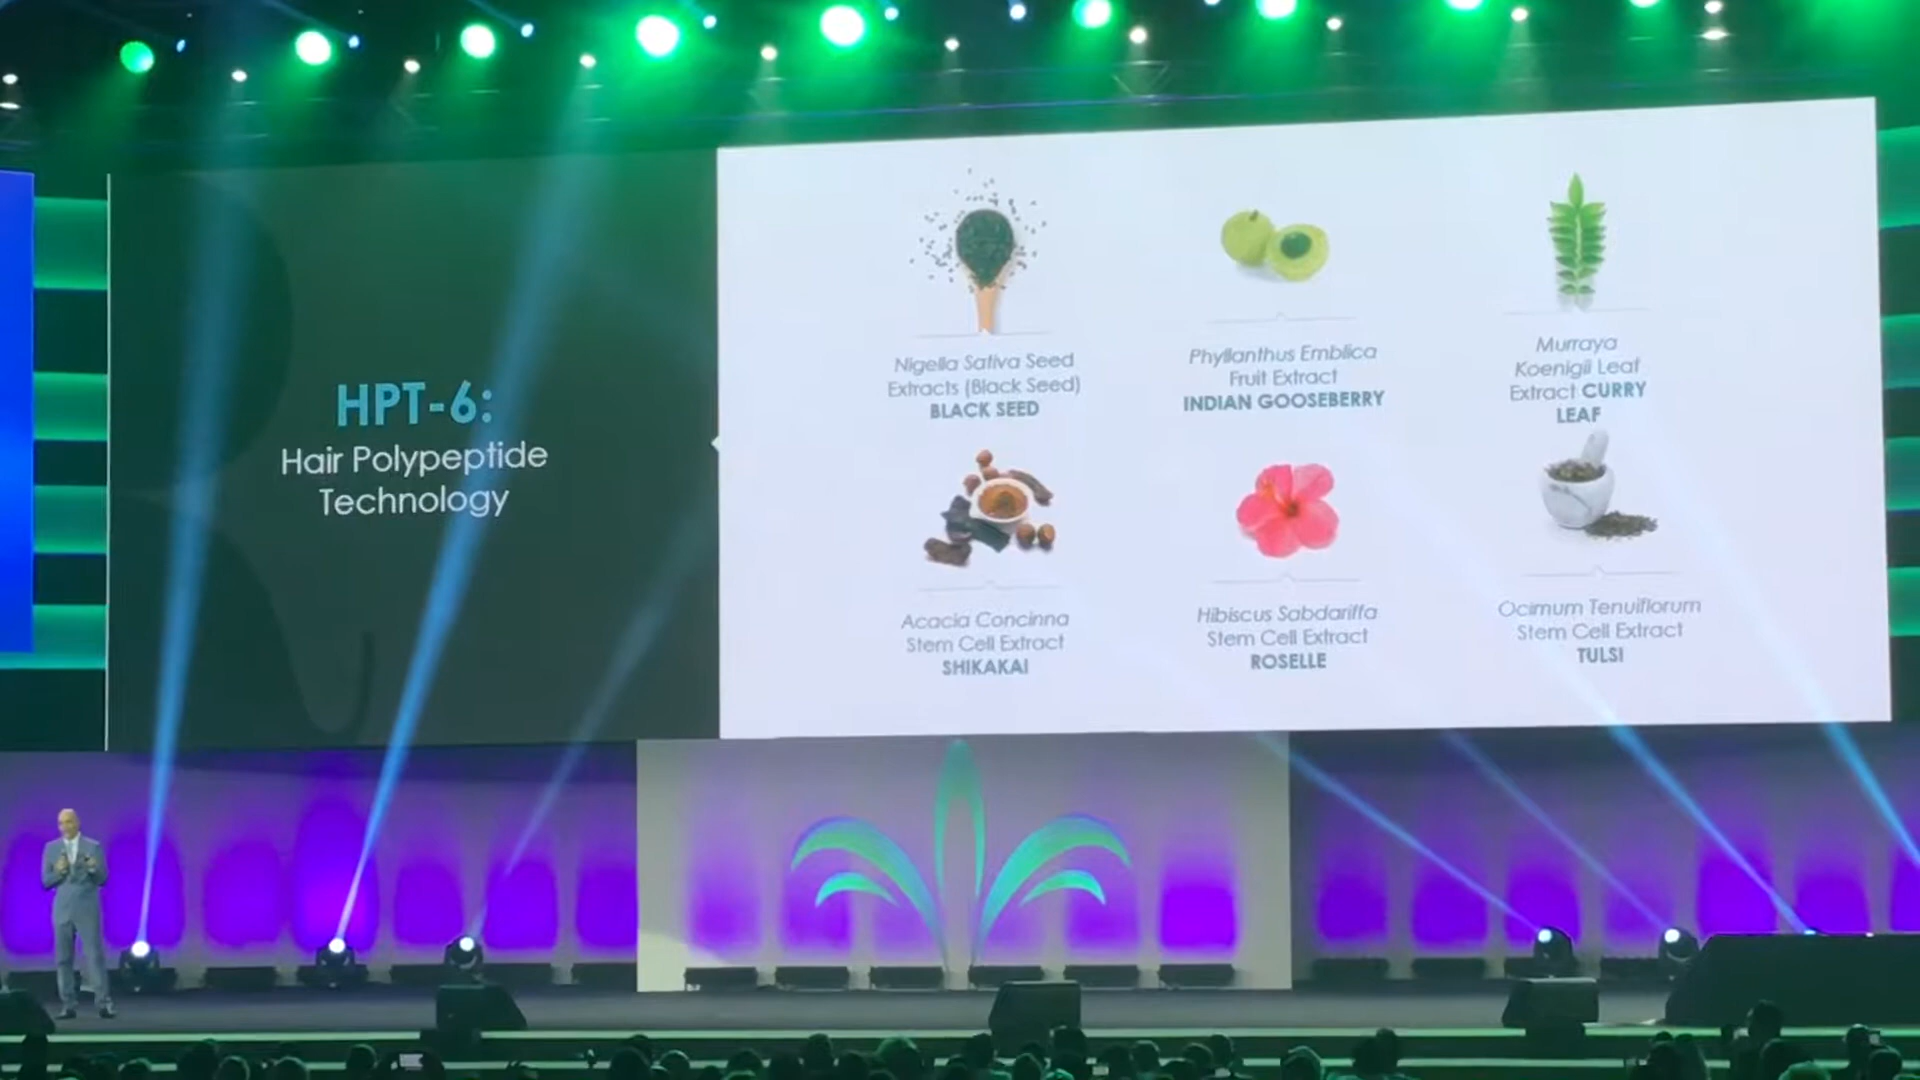 HPT-6:
Hair Polypeptide
Technology
Nigella Sativa Seed
Extracts (Black Seed)
BLACK SEED
Phyllanthus Emblica
Fruit Extract
INDIAN GOOSEBERRY
Murraya
Koenigii Leaf
Extract CURRY
LEAF
Acacia Concinna
Stem Cell Extract
SHIKAKAI
Hibiscus Sabdariffa
Stem Cell Extract
ROSELLE
Ocimum Tenuiflorum
Stem Cell Extract
TULSI